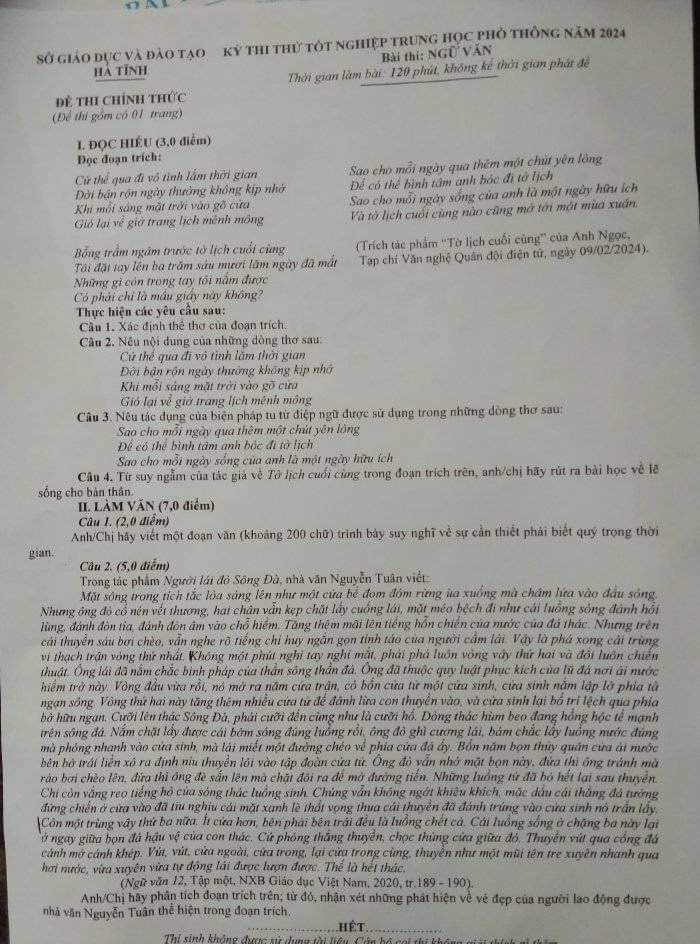 SỞ GIÁO DỤC VÀ ĐÀO TẠO
HÀ TĨNH
KỲ THI THỬ TỐT NGHIỆP TRUNG HỌC PHỔ THÔNG NĂM 2024
Bài thi: NGỮ VĂN
Thời gian làm bài: 120 phút, không kể thời gian phát đề
ĐỀ THI CHÍNH THỨC
(Đề thi gồm có 01 trang)
I. ĐỌC HIỂU (3,0 điểm)
Đọc đoạn trích:
Cứ thế qua đi vô tình lắm thời gian
Đời bận rộn ngày thường không kịp nhớ
Khi mỗi sáng mặt trời vào gõ cửa
Gió lại về giở trang lịch mênh mông
Bỗng trầm ngâm trước tờ lịch cuối cùng
Tôi đặt tay lên ba trăm sáu mươi lăm ngày đã mất
Những gì còn trong tay tôi nắm được
Có phải chỉ là mẩu giấy này không?
Sao cho mỗi ngày qua thêm một chút yên lòng
Để có thể bình tâm anh bóc đi tờ lịch
Sao cho mỗi ngày sống của anh là một ngày hữu ích
Và tờ lịch cuối cùng nào cũng mở tới một mùa xuân.
(Trích tác phẩm “Tờ lịch cuối cùng” của Anh Ngọc,
Tạp chí Văn nghệ Quân đội điện tử, ngày 09/02/2024).
Thực hiện các yêu cầu sau:
Câu 1. Xác định thể thơ của đoạn trích.
Câu 2. Nêu nội dung của những dòng thơ sau:
Cứ thế qua đi vô tình lắm thời gian
Đời bận rộn ngày thường không kịp nhớ
Khi mỗi sáng mặt trời vào gõ cửa
Gió lại về giở trang lịch mênh mông
Câu 3. Nêu tác dụng của biện pháp tu từ điệp ngữ được sử dụng trong những dòng thơ sau:
Sao cho mỗi ngày qua thêm một chút yên lòng
Để có thể bình tâm anh bóc đi tờ lịch
Sao cho mỗi ngày sống của anh là một ngày hữu ích
Câu 4. Từ suy ngẫm của tác giả về Tờ lịch cuối cùng trong đoạn trích trên, anh/chị hãy rút ra bài học về lẽ
sống cho bản thân.
II. LÀM VĂN (7,0 điểm)
Câu 1. (2,0 điểm)
Anh/Chị hãy viết một đoạn văn (khoảng 200 chữ) trình bày suy nghĩ về sự cần thiết phải biết quý trọng thời
gian.
Câu 2. (5,0 điểm)
Trong tác phẩm Người lái đò Sông Đà, nhà văn Nguyễn Tuân viết:
Mặt sông trong tích tắc lòa sáng lên như một cửa bể đom đóm rừng ùa xuống mà châm lửa vào đầu sóng.
Nhưng ông đò cố nén vết thương, hai chân vẫn kẹp chặt lấy cuống lái, mặt méo bệch đi như cái luồng sóng đánh hồi
lùng, đánh đòn tỉa, đánh đòn âm vào chỗ hiểm. Tăng thêm mãi lên tiếng hỗn chiến của nước của đá thác. Nhưng trên
cái thuyền sáu bơi chèo, vẫn nghe rõ tiếng chỉ huy ngắn gọn tỉnh táo của người cầm lái. Vậy là phá xong cái trùng
vi thạch trận vòng thứ nhất. Không một phút nghỉ tay nghỉ mắt, phải phá luôn vòng vây thứ hai và đổi luôn chiến
thuật. Ông lái đã nắm chắc binh pháp của thần sông thần đá. Ông đã thuộc quy luật phục kích của lũ đá nơi ải nước
hiểm trở này. Vòng đầu vừa rồi, nó mở ra năm cửa trận, có bốn cửa tử một cửa sinh, cửa sinh nằm lập lờ phía tả
ngạn sông. Vòng thứ hai này tăng thêm nhiều cửa tử để đánh lừa con thuyền vào, và cửa sinh lại bố trí lệch qua phía
bờ hữu ngạn. Cưỡi lên thác Sông Đà, phải cưỡi đến cùng như là cưỡi hổ. Dòng thác hùm beo đang hồng hộc tế mạnh
trên sông đá. Nắm chặt lấy được cái bờm sóng đúng luồng rồi, ông đò ghì cương lái, bám chắc lấy luồng nước đúng
mà phóng nhanh vào cửa sinh, mà lái miết một đường chéo về phía cửa đá ấy. Bốn năm bọn thủy quân cửa ải nước
bên bờ trái liền xô ra định níu thuyền lôi vào tập đoàn cửa tử. Ông đò vẫn nhớ mặt bọn này, đứa thì ông tránh mà
rảo bơi chèo lên, đứa thì ông đè sấn lên mà chặt đôi ra để mở đường tiến. Những luồng tử đã bỏ hết lại sau thuyền.
Chỉ còn vẳng reo tiếng hò của sóng thác luồng sinh. Chúng vẫn không ngớt khiêu khích, mặc dầu cái thằng đá tướng
đứng chiến ở cửa vào đã tiu nghỉu cái mặt xanh lè thất vọng thua cái thuyền đã đánh trúng vào cửa sinh nó trấn lấy.
Còn một trùng vây thứ ba nữa. Ít cửa hơn, bên phải bên trái đều là luồng chết cả. Cái luồng sống ở chặng ba này lại
ở ngay giữa bọn đá hậu vệ của con thác. Cứ phóng thẳng thuyền, chọc thủng cửa giữa đó. Thuyền vút qua cổng đá
cánh mở cánh khép. Vút, vút, cửa ngoài, cửa trong, lại cửa trong cùng, thuyền như một mũi tên tre xuyên nhanh qua
hơi nước, vừa xuyên vừa tự động lái được lượn được. Thế là hết thác.
(Ngữ văn 12, Tập một, NXB Giáo dục Việt Nam, 2020, tr.189 - 190).
Anh/Chị hãy phân tích đoạn trích trên; từ đó, nhận xét những phát hiện về vẻ đẹp của người lao động được
nhà văn Nguyễn Tuân thể hiện trong đoạn trích.
HẾT
Thí sinh không được sử dụng tài liệu. Cán bộ coi thi không giải thích gì thêm